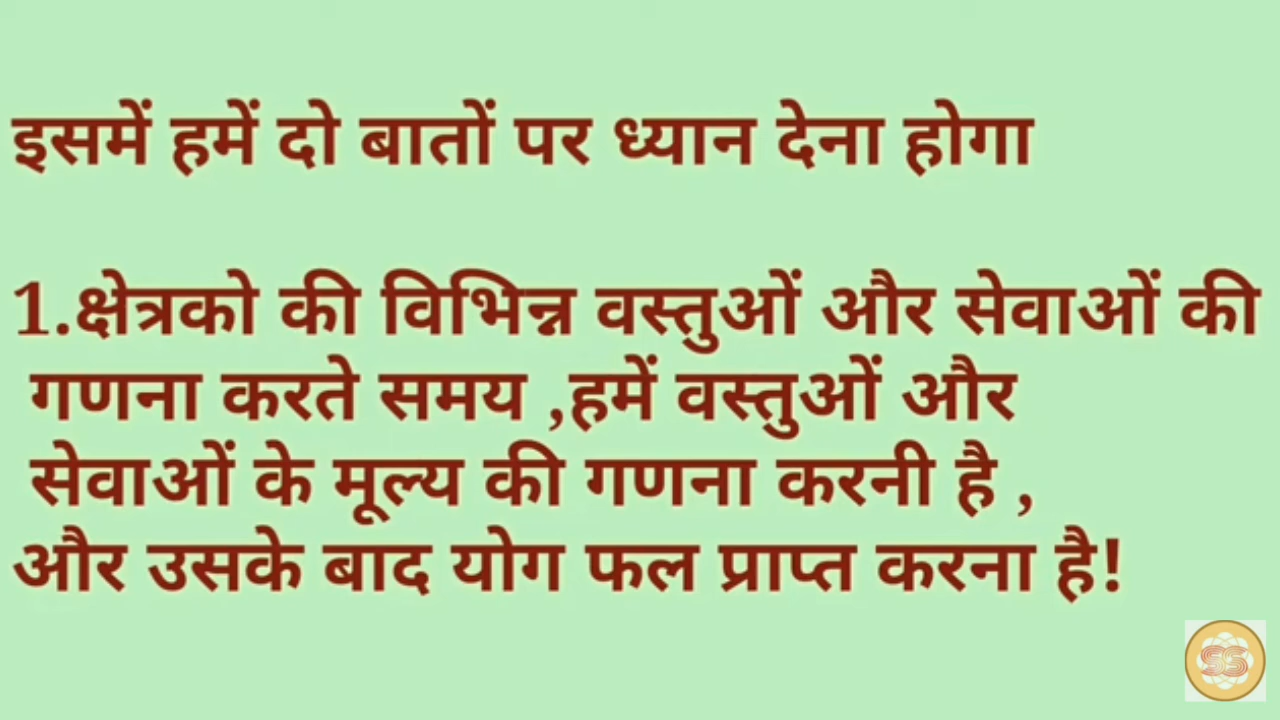 इसमें हमें दो बातों पर ध्यान देना होगा
1.क्षेत्रको की विभिन्न वस्तुओं और सेवाओं की
गणना करते समय ,हमें वस्तुओं और
सेवाओं के मूल्य की गणना करनी है ,
और उसके बाद योग फल प्राप्त करना है!
SS